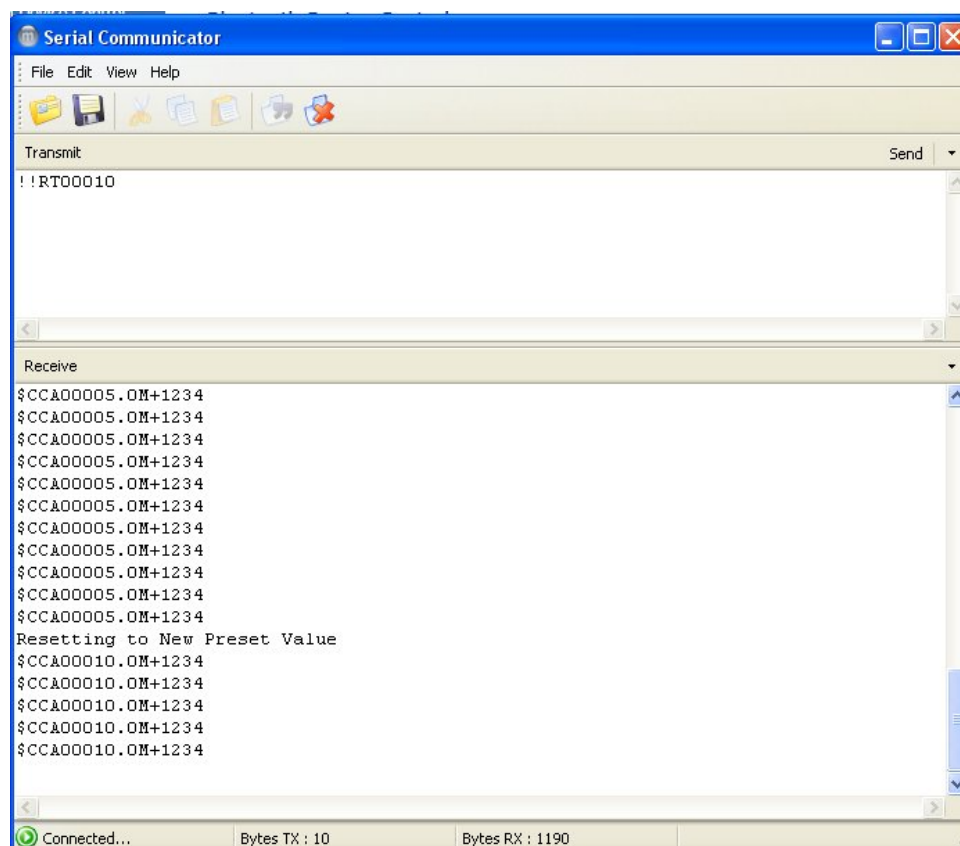 Serial Communicator
File Edit View Help
Transmit Send
!!RT00010
Receive
$CCA00005.0M+1234
$CCA00005.0M+1234
$CCA00005.0M+1234
$CCA00005.0M+1234
$CCA00005.0M+1234
$CCA00005.0M+1234
$CCA00005.0M+1234
$CCA00005.0M+1234
$CCA00005.0M+1234
$CCA00005.0M+1234
$CCA00005.0M+1234
Resetting to New Preset Value
$CCA00010.0M+1234
$CCA00010.0M+1234
$CCA00010.0M+1234
$CCA00010.0M+1234
$CCA00010.0M+1234
Connected... Bytes TX : 10 Bytes RX : 1190